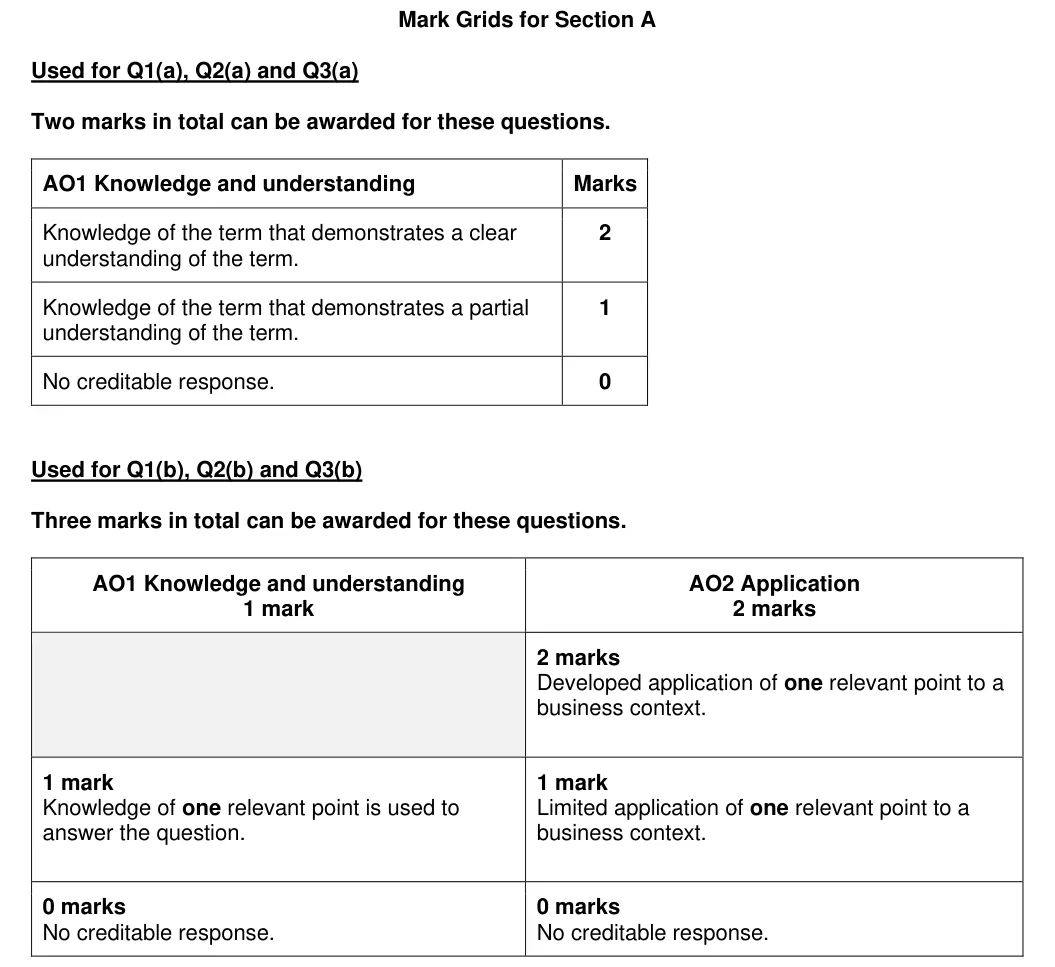 Mark Grids for Section A
Used for Q1(a), Q2(a) and Q3(a)
Two marks in total can be awarded for these questions.
AO1 Knowledge and understanding
Marks
Knowledge of the term that demonstrates a clear
understanding of the term.
2
Knowledge of the term that demonstrates a partial
understanding of the term.
1
No creditable response.
0
Used for Q1(b), Q2(b) and Q3(b)
Three marks in total can be awarded for these questions.
AO1 Knowledge and understanding
1 mark
AO2 Application
2 marks
2 marks
Developed application of one relevant point to a
business context.
1 mark
Knowledge of one relevant point is used to
answer the question.
1 mark
Limited application of one relevant point to a
business context.
0 marks
No creditable response.
0 marks
No creditable response.